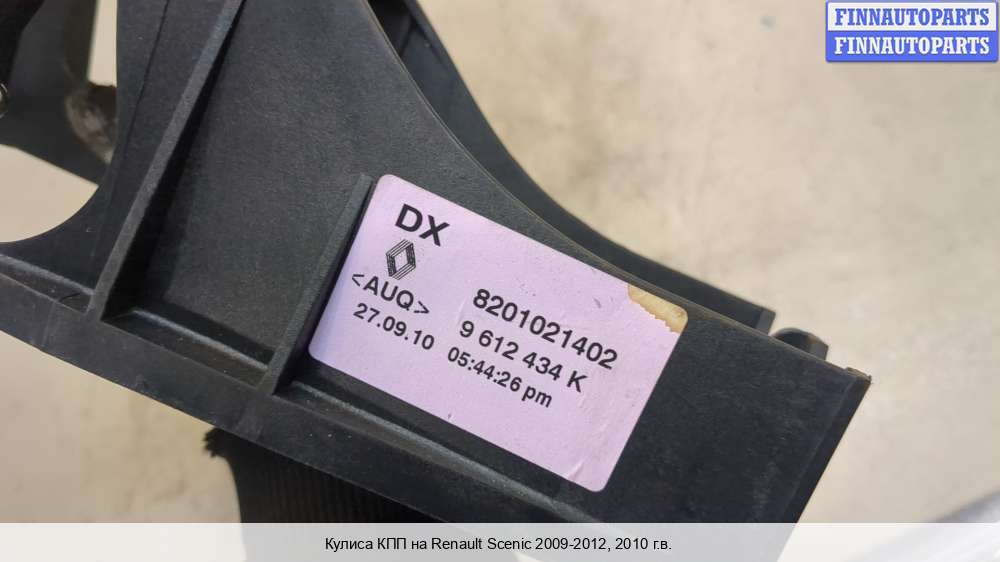 FINNAUTOPARTS
FINNAUTOPARTS
DX
<AUQ> 8201021402
27.09.10 9 612 434 K
05:44:26 pm
Кулиса КПП на Renault Scenic 2009-2012, 2010 г.в.